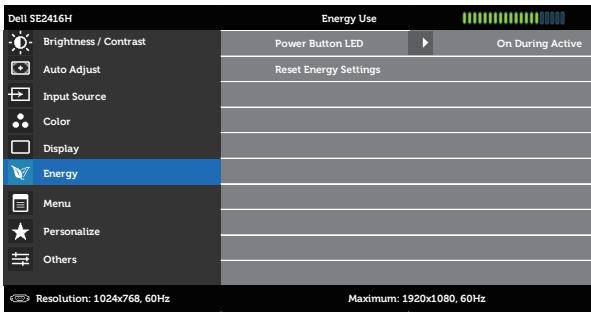 Dell SE2416H Energy Use
Brightness / Contrast Power Button LED On During Active
Auto Adjust Reset Energy Settings
Input Source
Color
Display
Energy
Menu
Personalize
Others
Resolution: 1024x768, 60Hz Maximum: 1920x1080, 60Hz